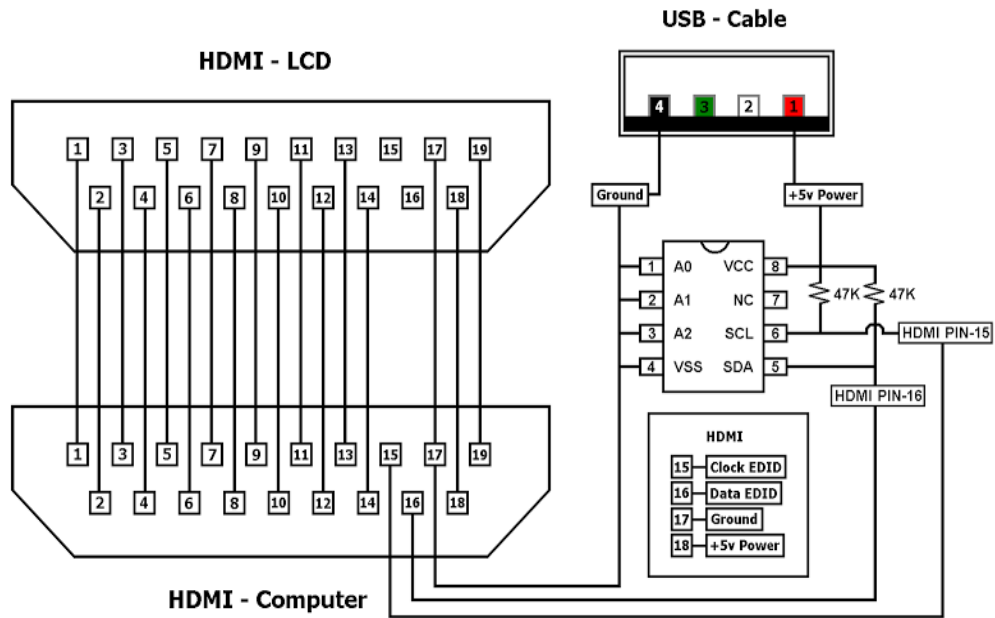 USB - Cable
HDMI - LCD
4 3 2 1
1 3 5 7 9 11 13 15 17 19
2 4 6 8 10 12 14 16 18
Ground
+5v Power
1 A0 VCC 8
2 A1 NC 7
47K 47K
3 A2 SCL 6
HDMI PIN-15
4 VSS SDA 5
HDMI PIN-16
HDMI
15 Clock EDID
16 Data EDID
17 Ground
18 +5v Power
1 3 5 7 9 11 13 15 17 19
2 4 6 8 10 12 14 16 18
HDMI - Computer